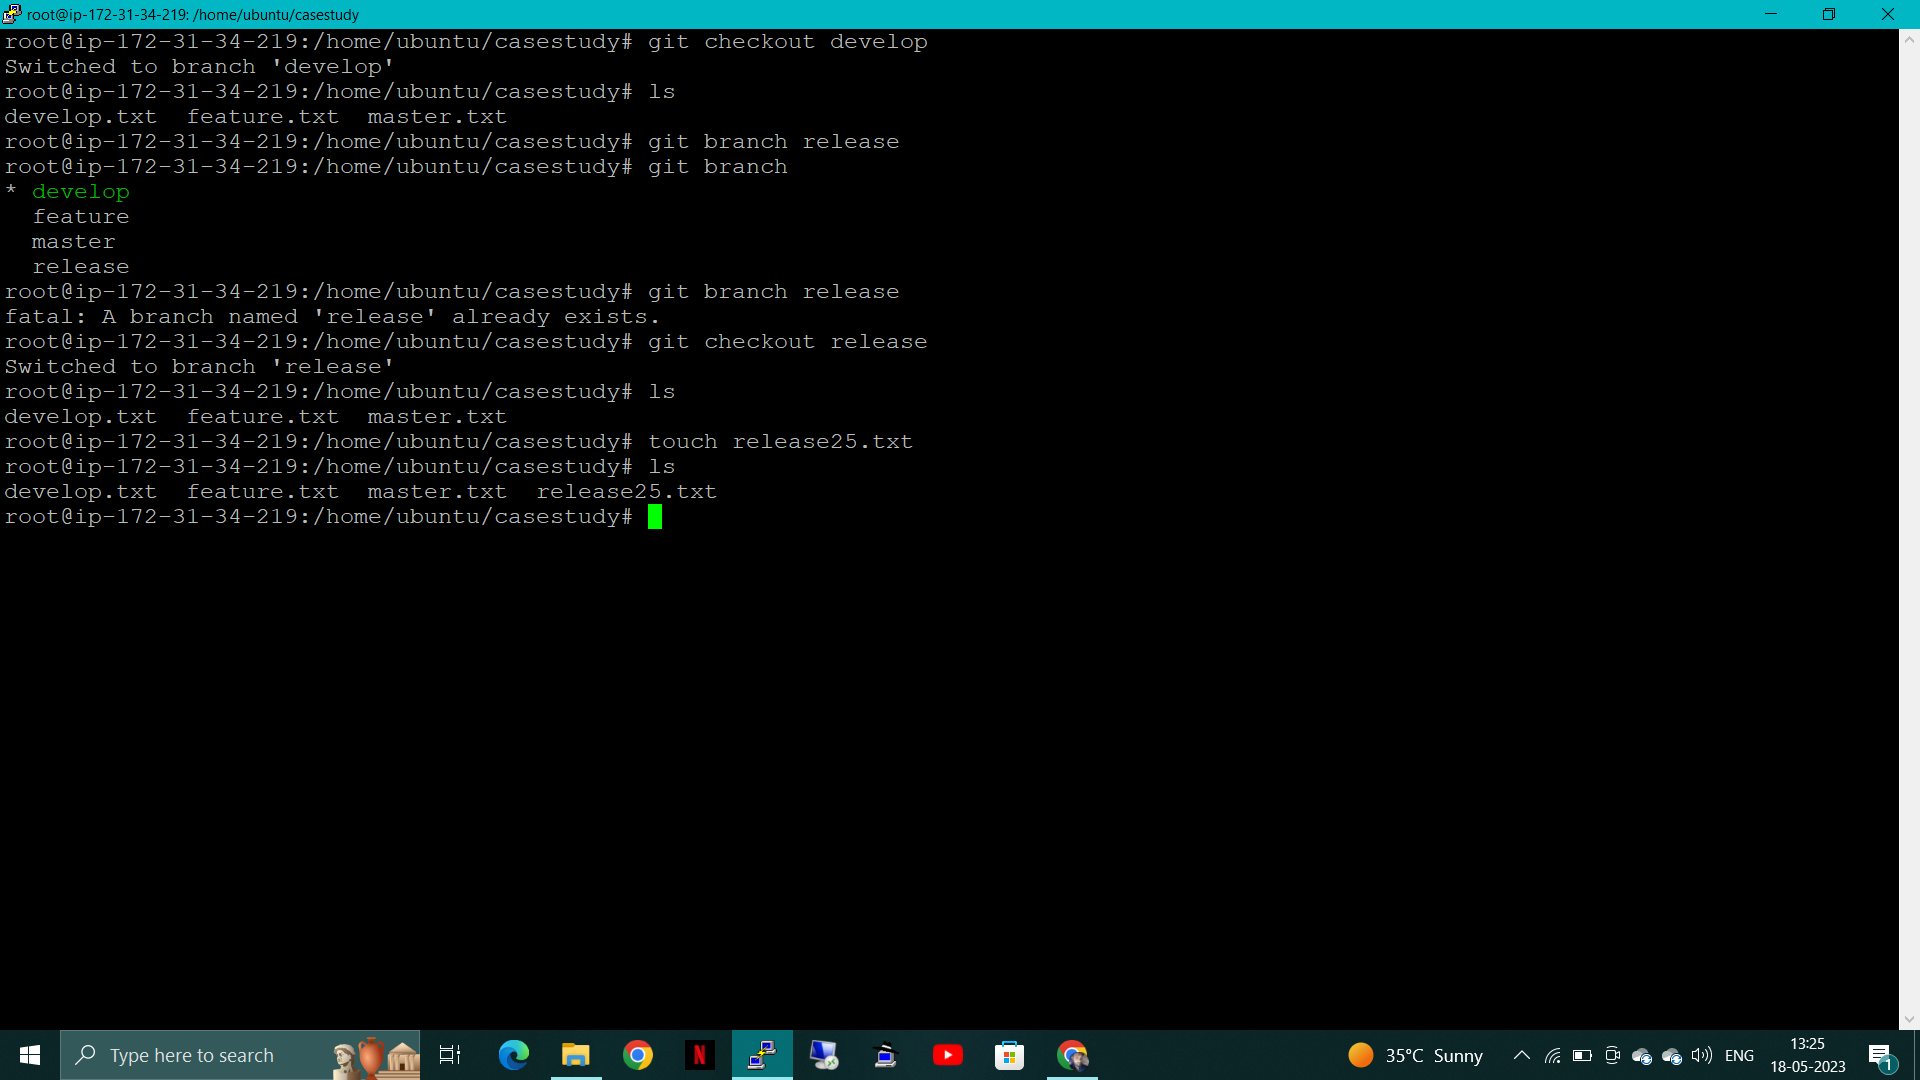 root@ip-172-31-34-219: /home/ubuntu/casestudy
root@ip-172-31-34-219:/home/ubuntu/casestudy# git checkout develop
Switched to branch 'develop'
root@ip-172-31-34-219:/home/ubuntu/casestudy# ls
develop.txt  feature.txt  master.txt
root@ip-172-31-34-219:/home/ubuntu/casestudy# git branch release
root@ip-172-31-34-219:/home/ubuntu/casestudy# git branch
* develop
  feature
  master
  release
root@ip-172-31-34-219:/home/ubuntu/casestudy# git branch release
fatal: A branch named 'release' already exists.
root@ip-172-31-34-219:/home/ubuntu/casestudy# git checkout release
Switched to branch 'release'
root@ip-172-31-34-219:/home/ubuntu/casestudy# ls
develop.txt  feature.txt  master.txt
root@ip-172-31-34-219:/home/ubuntu/casestudy# touch release25.txt
root@ip-172-31-34-219:/home/ubuntu/casestudy# ls
develop.txt  feature.txt  master.txt  release25.txt
root@ip-172-31-34-219:/home/ubuntu/casestudy#
Type here to search
N
35°C Sunny
ENG
13:25
18-05-2023
1